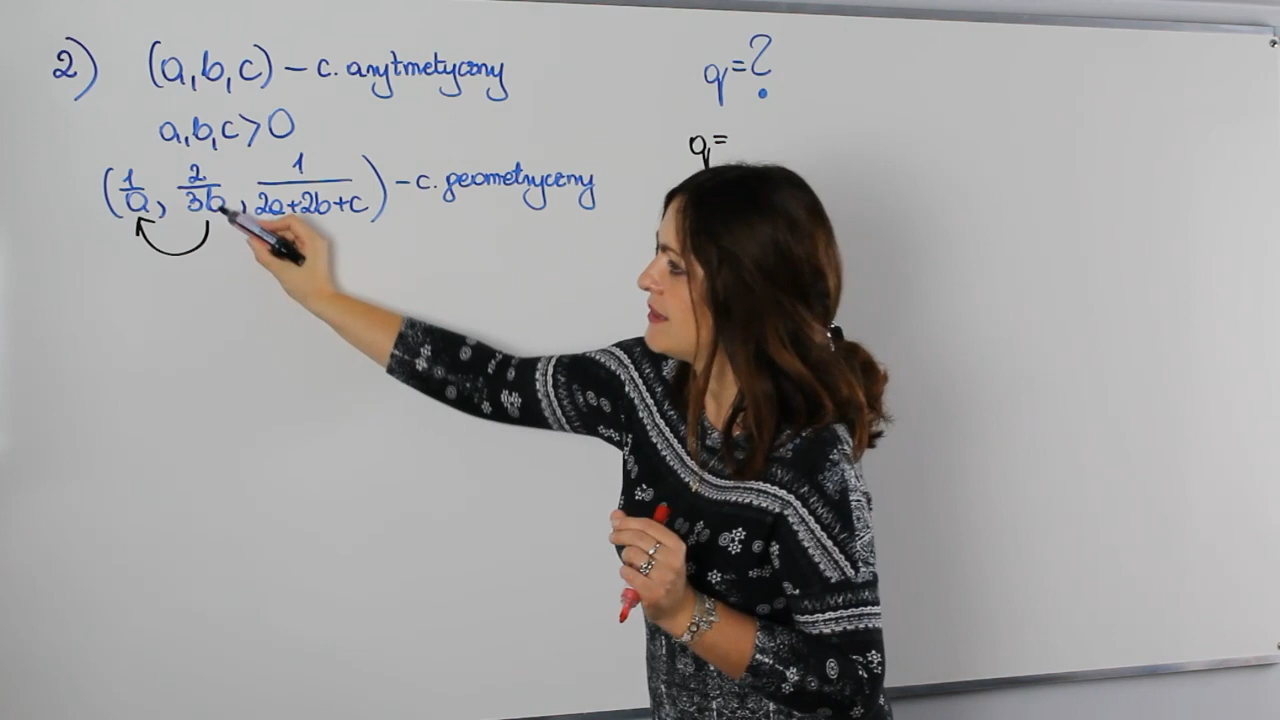 2) (a,b,c) – c. arytmetyczny
a,b,c>0
(1/a, 2/3b, 1/2a+2b+c) – c. geometryczny
q=?
q=